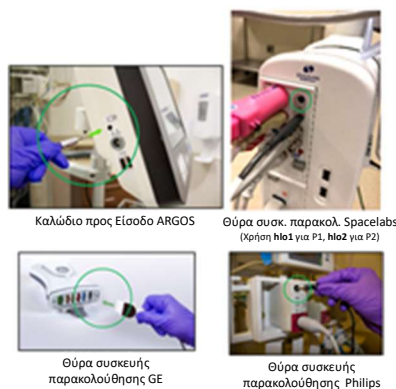 Καλώδιο προς Είσοδο ARGOS
Θύρα συσκ. παρακολ. Spacelabs
(Χρήση hlo1 για P1, hlo2 για P2)
Θύρα συσκευής
παρακολούθησης GE
Θύρα συσκευής
παρακολούθησης Philips